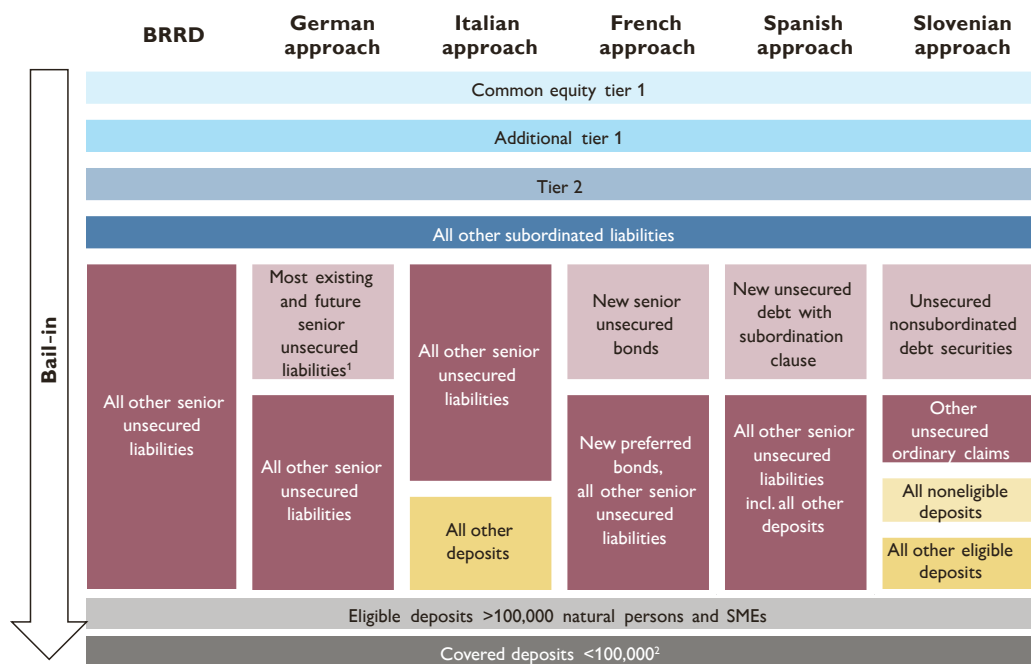 BRRD
German
approach
Italian
approach
French
approach
Spanish
approach
Slovenian
approach
Bail-in
Common equity tier 1
Additional tier 1
Tier 2
All other subordinated liabilities
All other senior
unsecured
liabilities
Most existing
and future
senior
unsecured
liabilities¹
All other senior
unsecured
liabilities
All other senior
unsecured
liabilities
All other
deposits
New senior
unsecured
bonds
New preferred
bonds,
all other senior
unsecured
liabilities
New unsecured
debt with
subordination
clause
All other senior
unsecured
liabilities
incl. all other
deposits
Unsecured
nonsubordinated
debt securities
Other
unsecured
ordinary claims
All noneligible
deposits
All other eligible
deposits
Eligible deposits >100,000 natural persons and SMEs
Covered deposits <100,000²